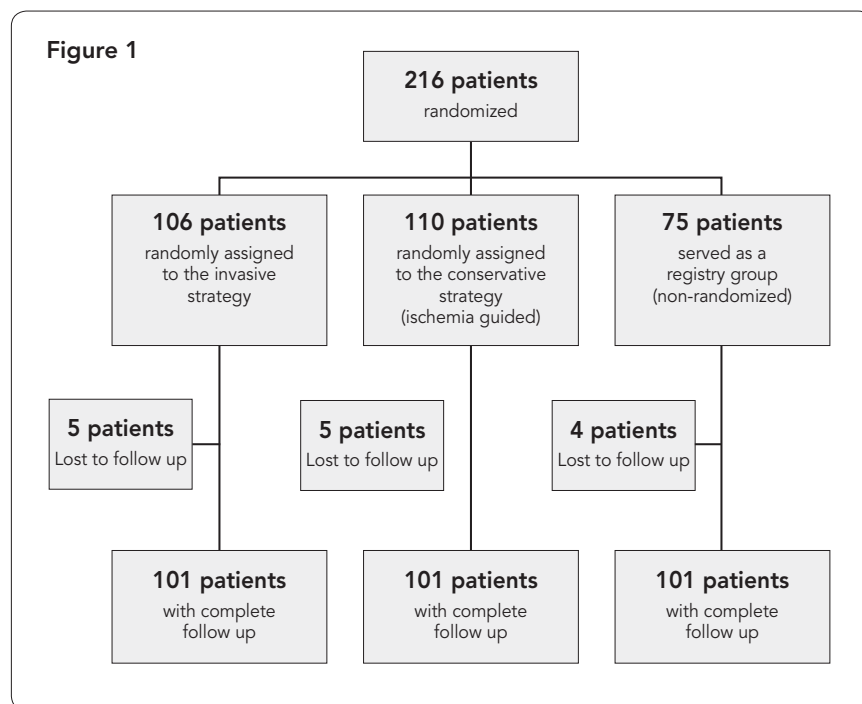 Figure 1
216 patients
randomized
106 patients
randomly assigned
to the invasive
strategy
110 patients
randomly assigned
to the conservative
strategy
(ischemia guided)
75 patients
served as a
registry group
(non-randomized)
5 patients
Lost to follow up
5 patients
Lost to follow up
4 patients
Lost to follow up
101 patients
with complete
follow up
101 patients
with complete
follow up
101 patients
with complete
follow up